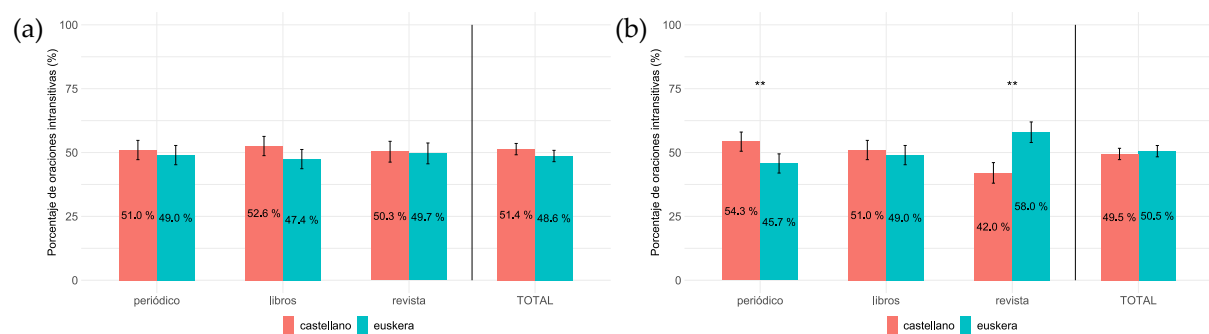 (a)
Porcentaje de oraciones intransitivas (%)
100
75
50
25
0
51.0 %
49.0 %
52.6 %
47.4 %
50.3 %
49.7 %
51.4 %
48.6 %
periódico
libros
revista
TOTAL
castellano
euskera
(b)
Porcentaje de oraciones intransitivas (%)
100
75
50
25
0
**
**
54.3 %
45.7 %
51.0 %
49.0 %
42.0 %
58.0 %
49.5 %
50.5 %
periódico
libros
revista
TOTAL
castellano
euskera